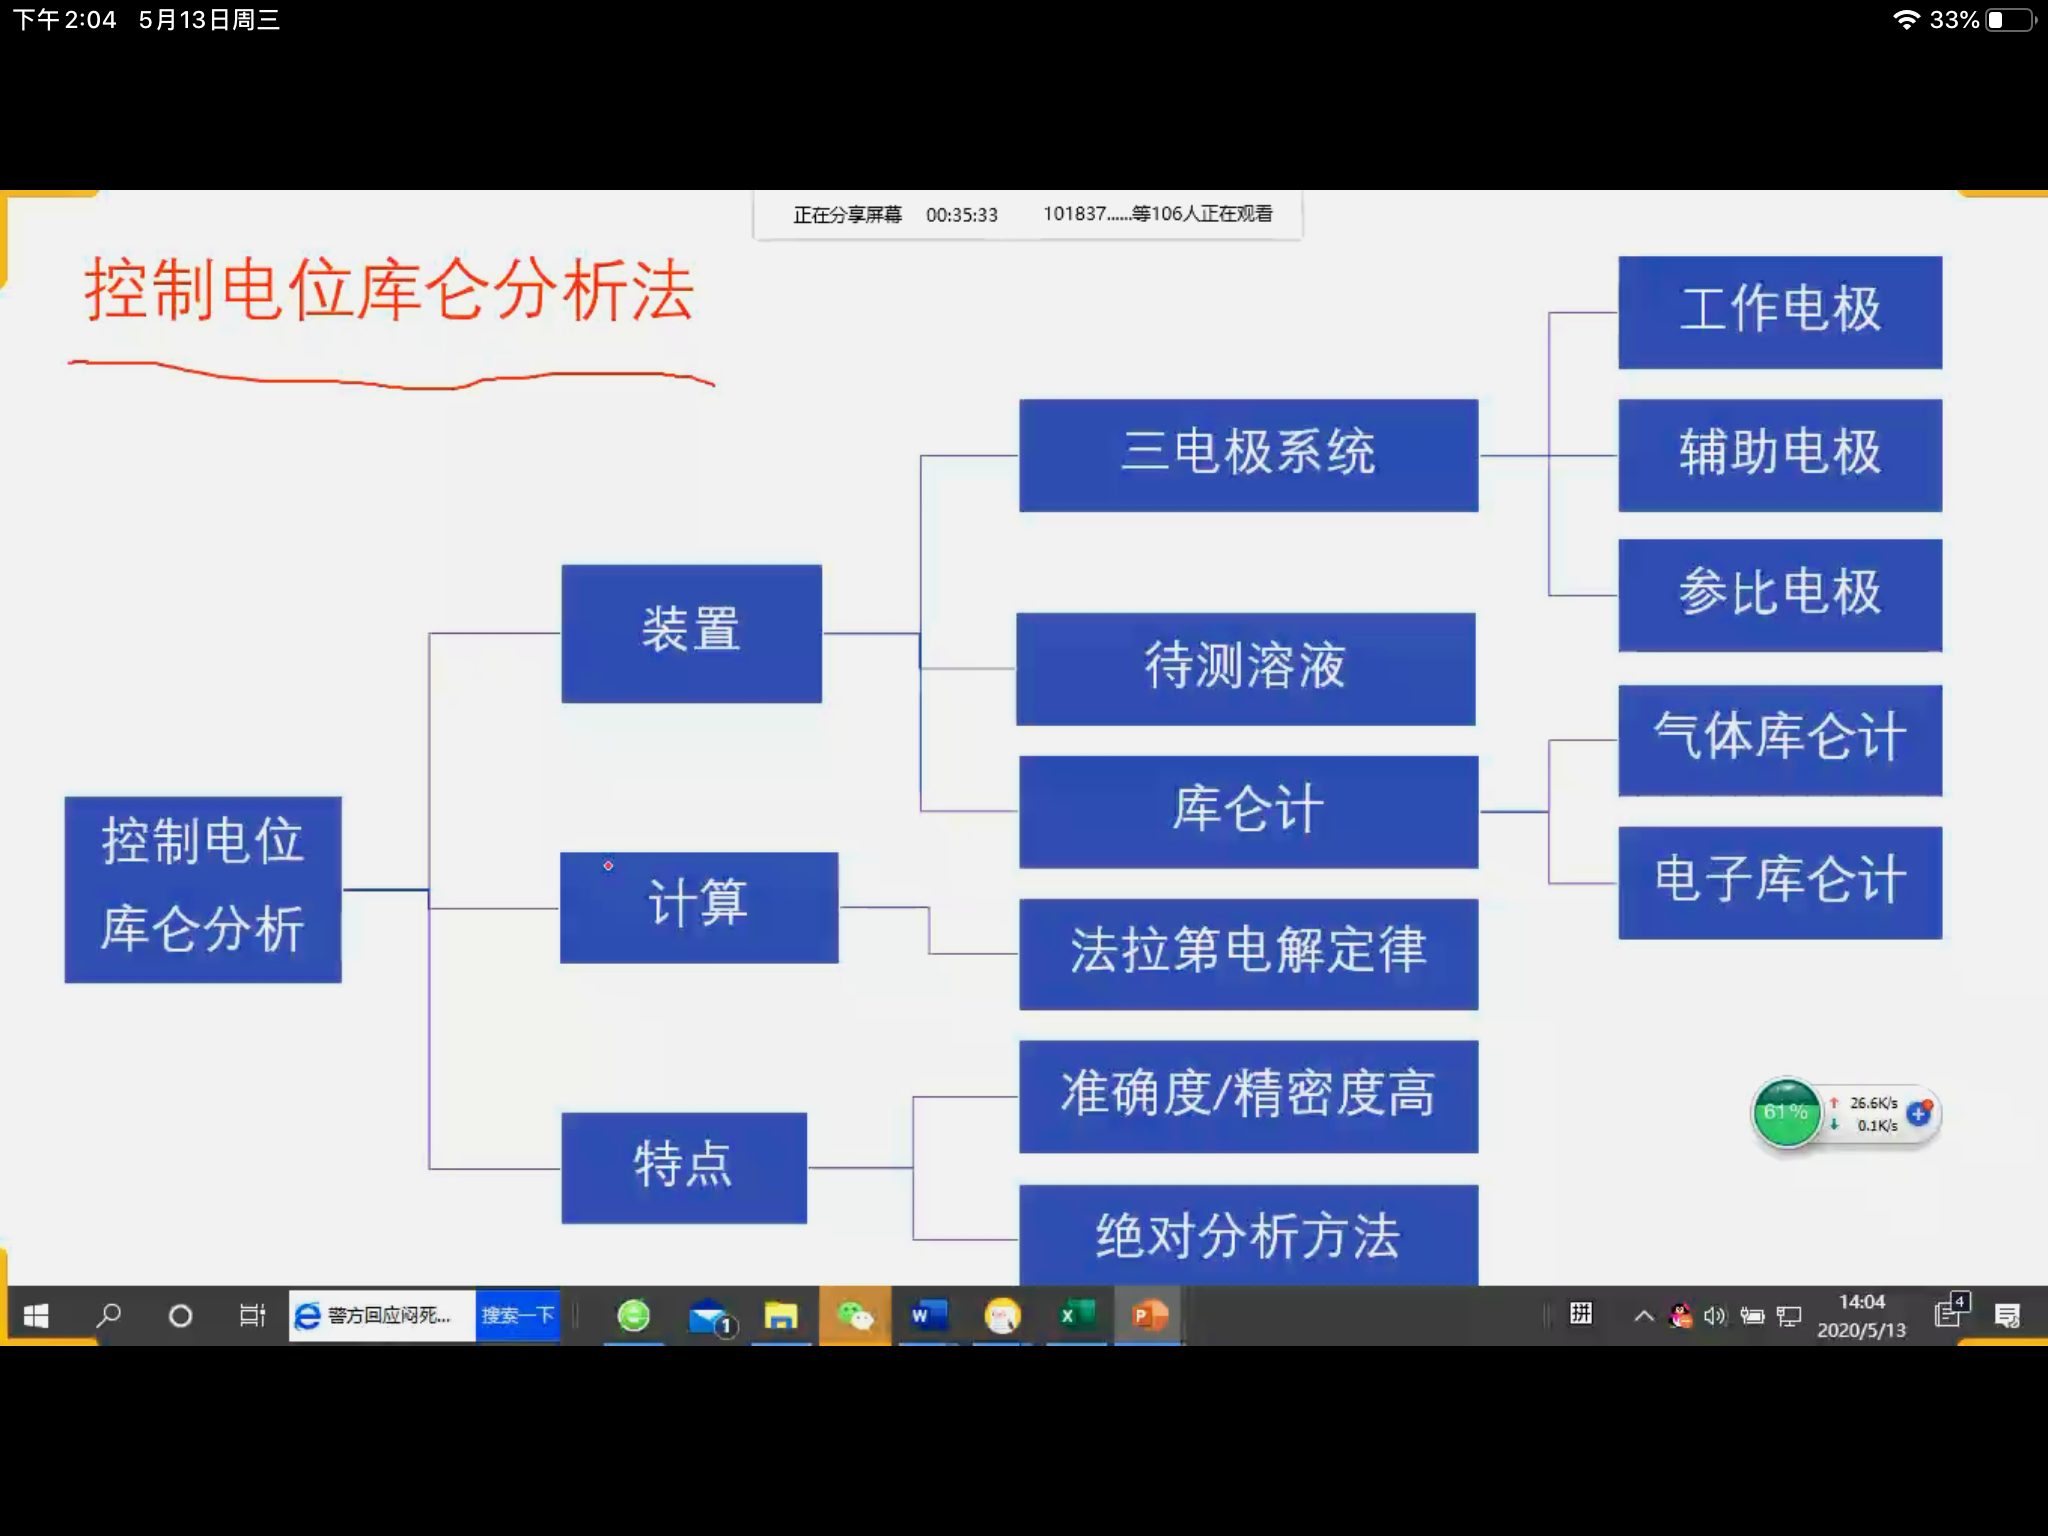 下午2:04 5月13日周三
33%
正在分享屏幕 00:35:33 101837......等106人正在观看
控制电位库仑分析法
控制电位
库仑分析
装置
计算
特点
三电极系统
待测溶液
库仑计
法拉第电解定律
准确度/精密度高
绝对分析方法
工作电极
辅助电极
参比电极
气体库仑计
电子库仑计
61%
26.6K/s
0.1K/s
警方回应闷死...
搜索一下
1
W
X
P
拼
14:04
2020/5/13
4